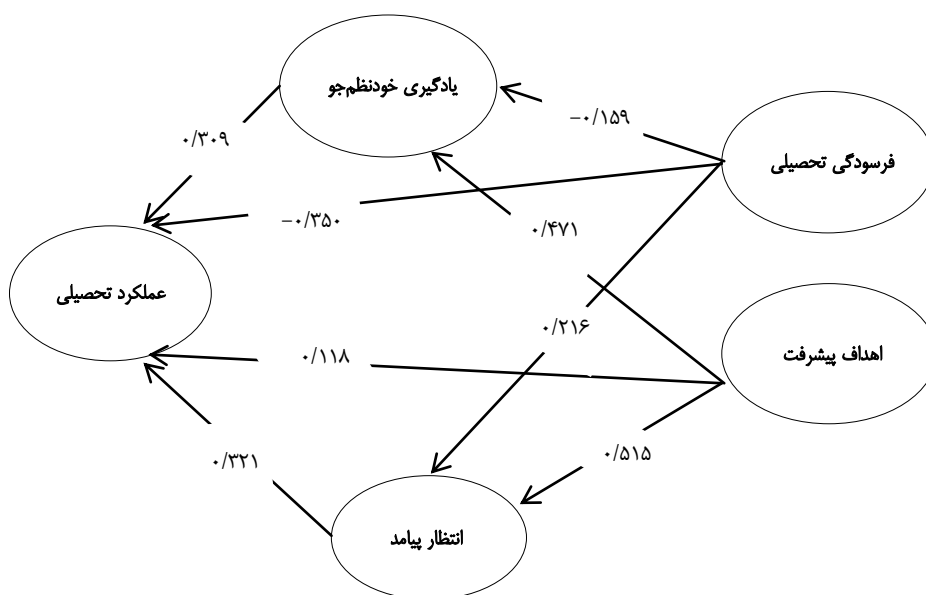 یادگیری خودنظم‌جو
فرسودگی تحصیلی
−۰/۱۵۹
۰/۳۰۹
−۰/۳۵۰
۰/۴۷۱
عملکرد تحصیلی
۰/۲۱۶
اهداف پیشرفت
۰/۱۱۸
۰/۵۱۵
۰/۳۲۱
انتظار پیامد